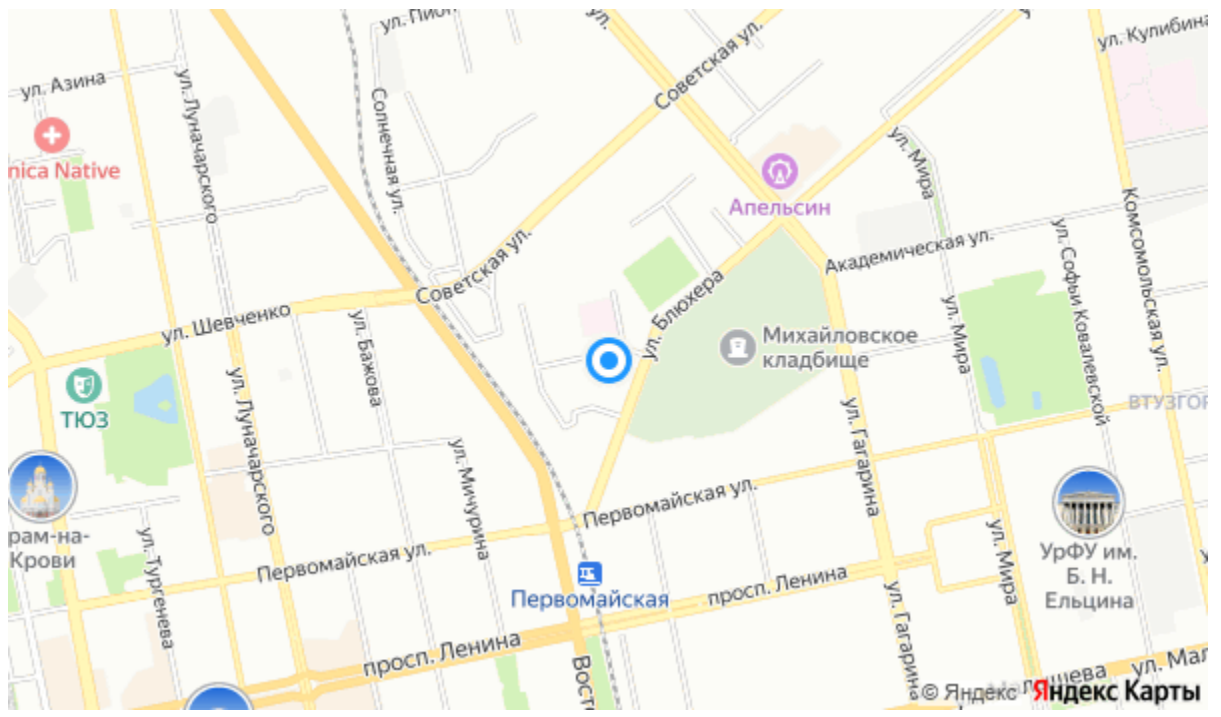 ул. Пион
ул.
ул. Кулибина
ул. Азина
ул. Луначарского
Солнечная ул.
Советская ул.
nica Native
ул. Мира
Апельсин
Комсомольская ул.
Академическая ул.
ул. Софьи Ковалевской
Советская ул.
ул. Блюхера
ул. Шевченко
ул. Бажова
Михайловское
кладбище
ул. Мира
ТЮЗ
ул. Луначарского
ул. Гагарина
ВТУЗГОР
ул. Мичурина
Первомайская ул.
рам-на-
Крови
ул. Тургенева
Первомайская ул.
УрФУ им.
Б. Н.
Ельцина
ул. Мира
Первомайская
просп. Ленина
ул. Гагарина
просп. Ленина
Вост
ул. Мал
© Яндекс Яндекс Карты